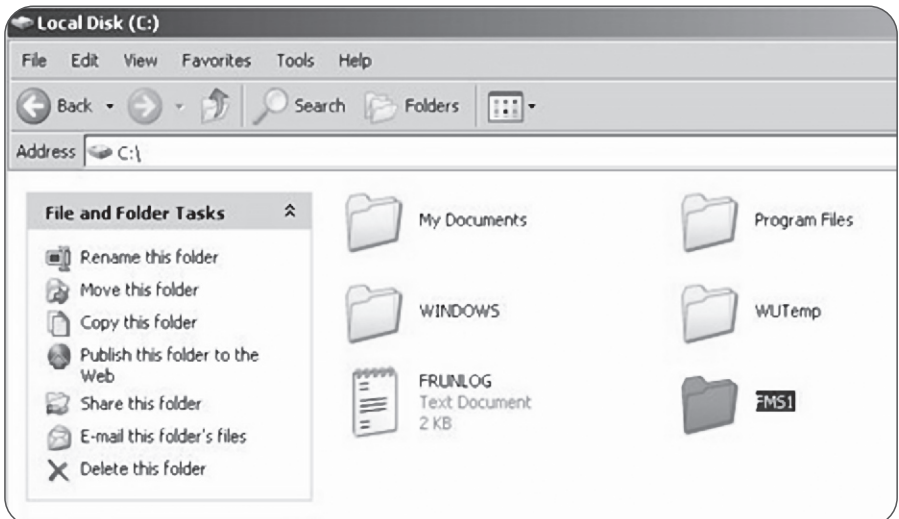 Local Disk (C:)
File Edit View Favorites Tools Help
Back Search Folders
Address C:\
File and Folder Tasks
Rename this folder
Move this folder
Copy this folder
Publish this folder to the
Web
Share this folder
E-mail this folder's files
Delete this folder
My Documents
Program Files
WINDOWS
WUTemp
FRUNLOG
Text Document
2 KB
FMS1